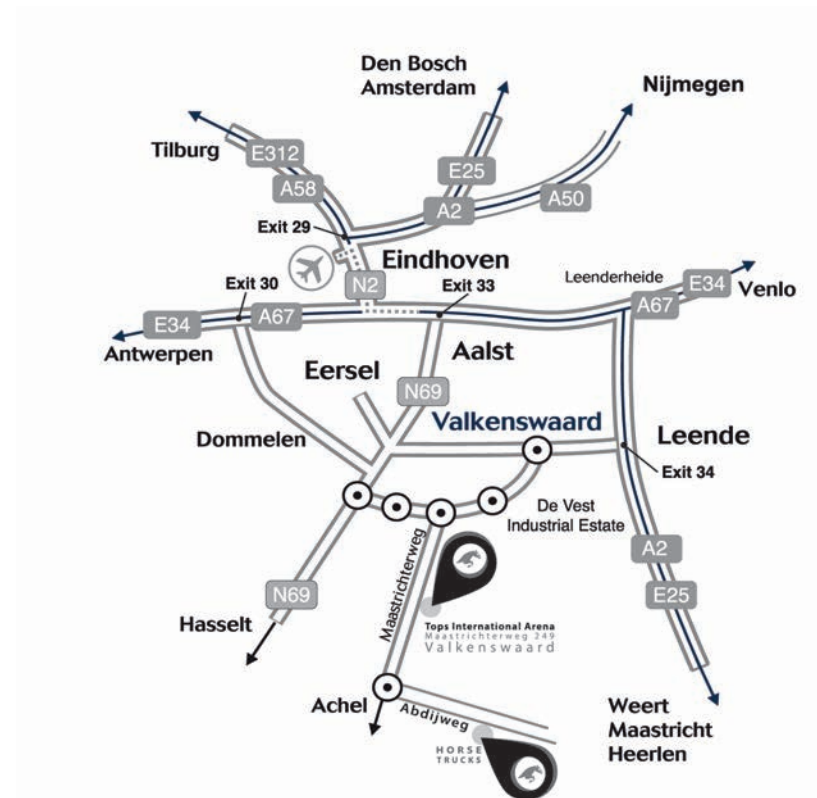 Den Bosch
Amsterdam
Nijmegen
Tilburg
E312
E25
A58
A2
A50
Exit 29
Eindhoven
Leenderheide
Exit 30
N2
Exit 33
E34
Venlo
A67
E34
A67
Antwerpen
Aalst
Eersel
N69
Valkenswaard
Dommelen
Leende
Exit 34
De Vest
Industrial Estate
Maastrichterweg
A2
N69
E25
Hasselt
Tops International Arena
Maastrichterweg 249
Valkenswaard
Achel
Abdijweg
Weert
Maastricht
Heerlen
HORSE
TRUCKS